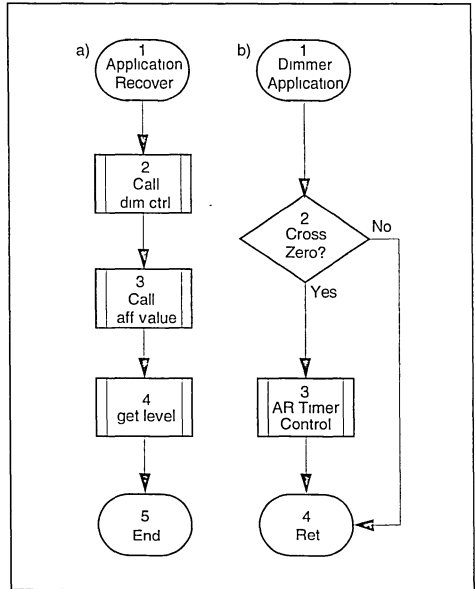 a)
1
Application
Recover
2
Call
dim ctrl
3
Call
aff value
4
get level
5
End
b)
1
Dimmer
Application
2
Cross
Zero?
No
Yes
3
AR Timer
Control
4
Ret